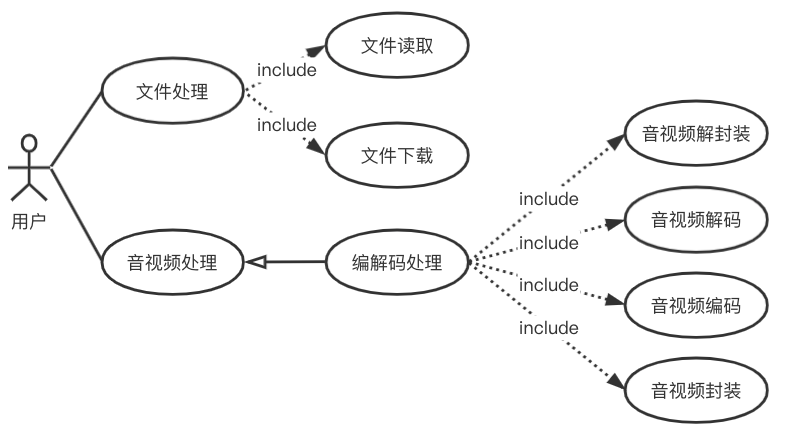 文件读取
include
文件处理
include
文件下载
用户
音视频处理
编解码处理
include
音视频解封装
include
音视频解码
include
音视频编码
include
音视频封装